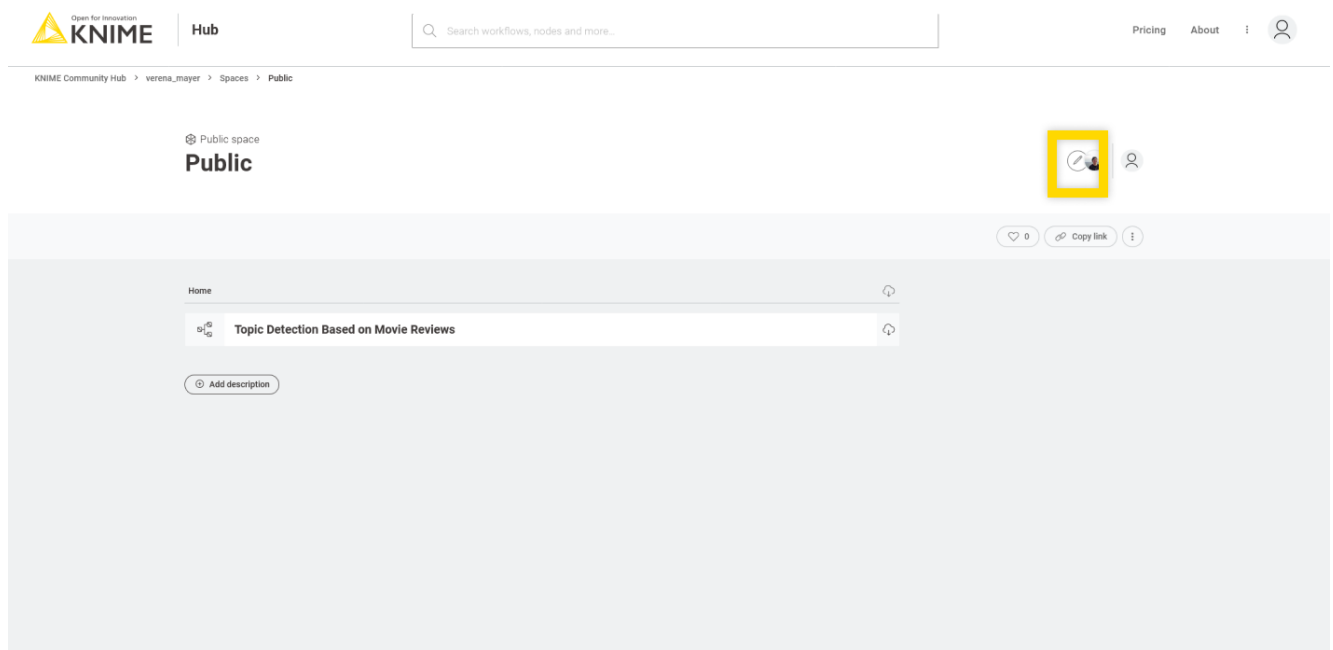 Open for Innovation
KNIME
Hub
Search workflows, nodes and more..
Pricing
About
KNIME Community Hub > verena_mayer > Spaces > Public
Public space
Public
0
Copy link
Home
Topic Detection Based on Movie Reviews
Add description